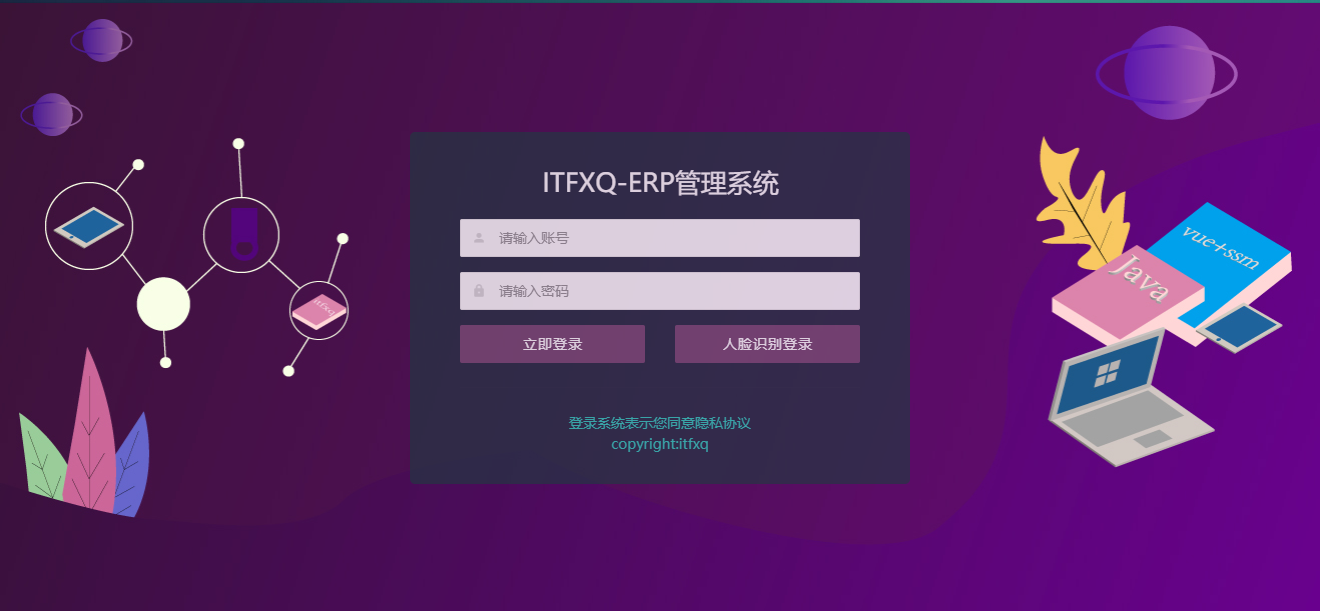 ITFXQ-ERP管理系统
请输入账号
请输入密码
立即登录
人脸识别登录
登录系统表示您同意隐私协议
copyright:itfxq
vue+ssm
Java
itfxq